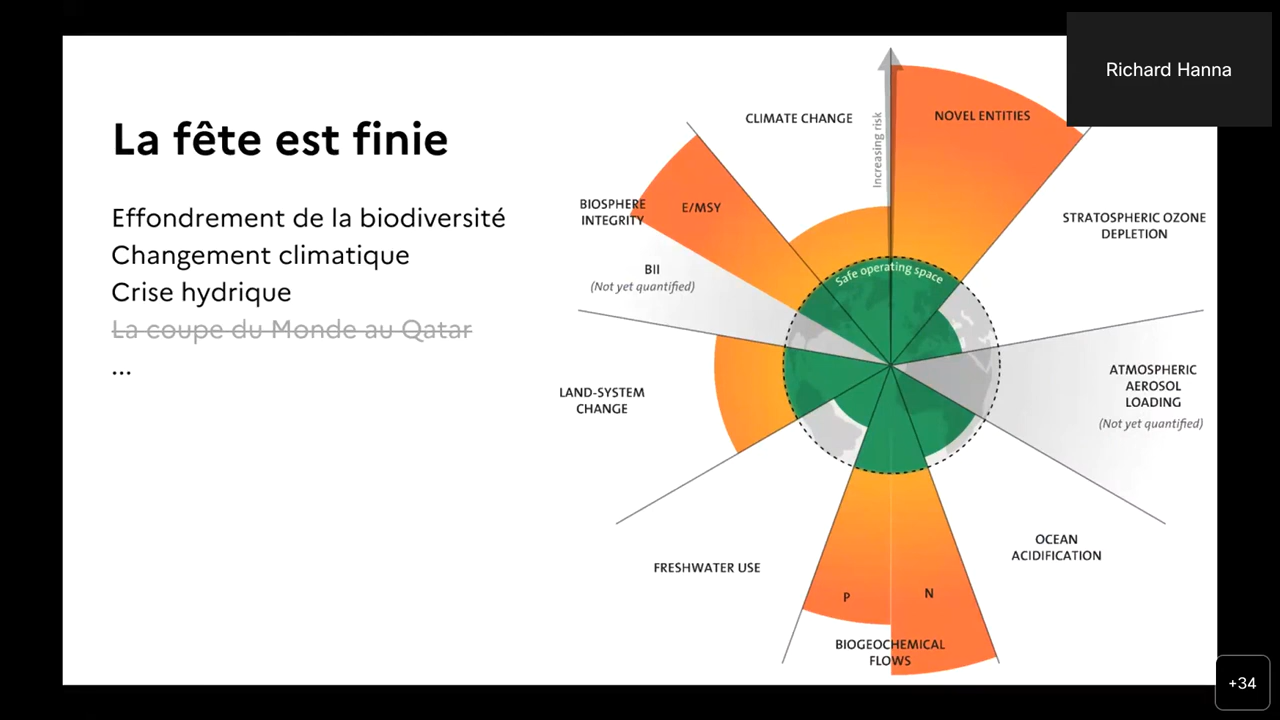 Richard Hanna
La fête est finie
Effondrement de la biodiversité
Changement climatique
Crise hydrique
La coupe du Monde au Qatar
...
CLIMATE CHANGE
Increasing risk
NOVEL ENTITIES
BIOSPHERE
INTEGRITY
E/MSY
STRATOSPHERIC OZONE
DEPLETION
BII
(Not yet quantified)
Safe operating space
LAND-SYSTEM
CHANGE
ATMOSPHERIC
AEROSOL
LOADING
(Not yet quantified)
FRESHWATER USE
P
N
OCEAN
ACIDIFICATION
BIOGEOCHEMICAL
FLOWS
+34